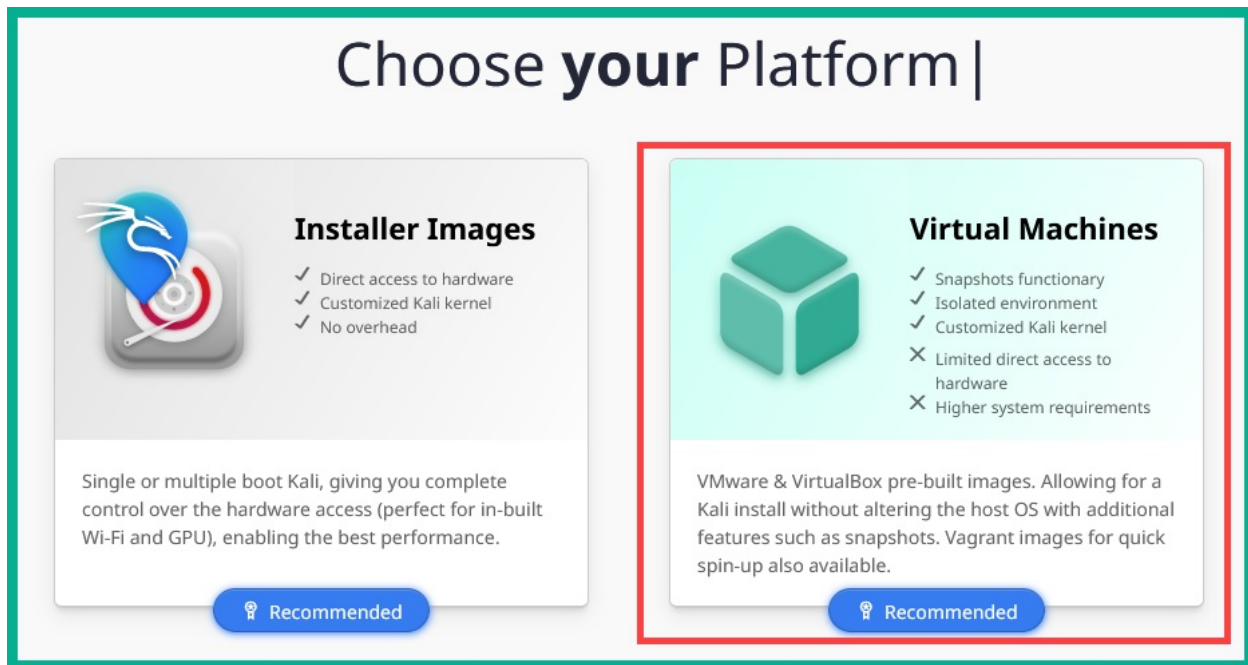 Choose your Platform|
Installer Images
Direct access to hardware
Customized Kali kernel
No overhead
Single or multiple boot Kali, giving you complete
control over the hardware access (perfect for in-built
Wi-Fi and GPU), enabling the best performance.
Recommended
Virtual Machines
Snapshots functionary
Isolated environment
Customized Kali kernel
Limited direct access to
hardware
Higher system requirements
VMware & VirtualBox pre-built images. Allowing for a
Kali install without altering the host OS with additional
features such as snapshots. Vagrant images for quick
spin-up also available.
Recommended